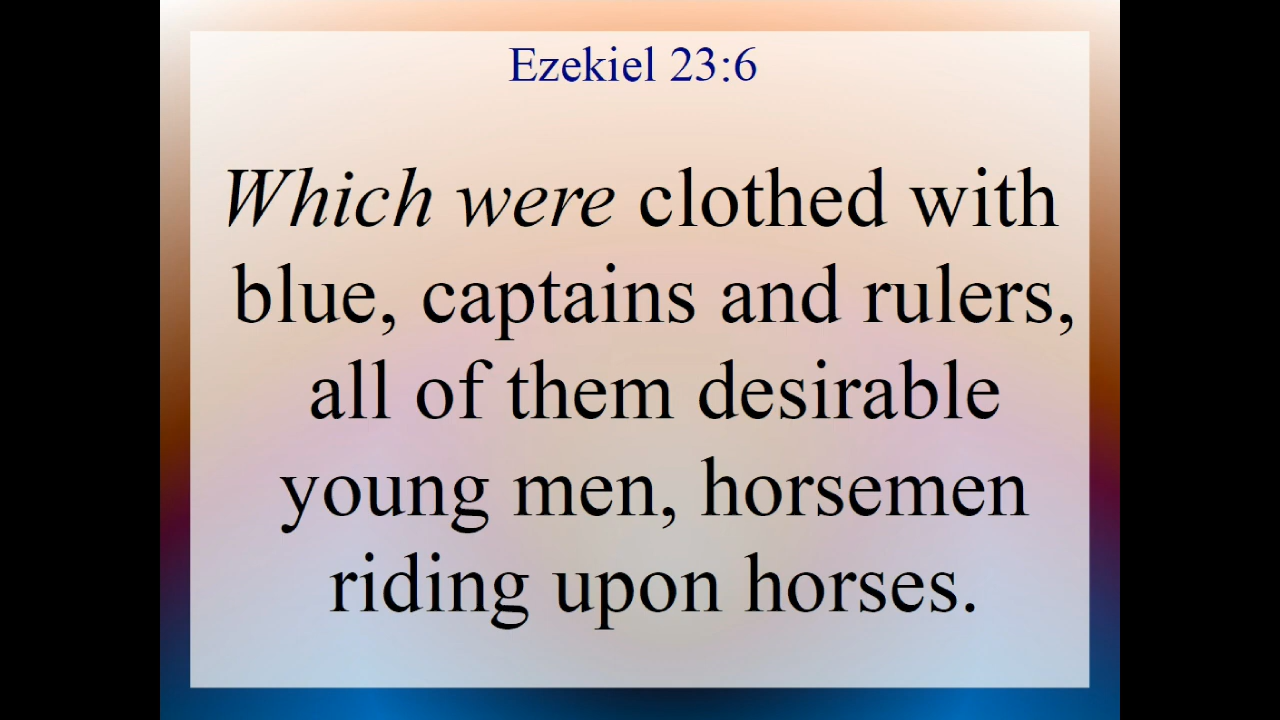 Ezekiel 23:6
Which were clothed with
blue, captains and rulers,
all of them desirable
young men, horsemen
riding upon horses.